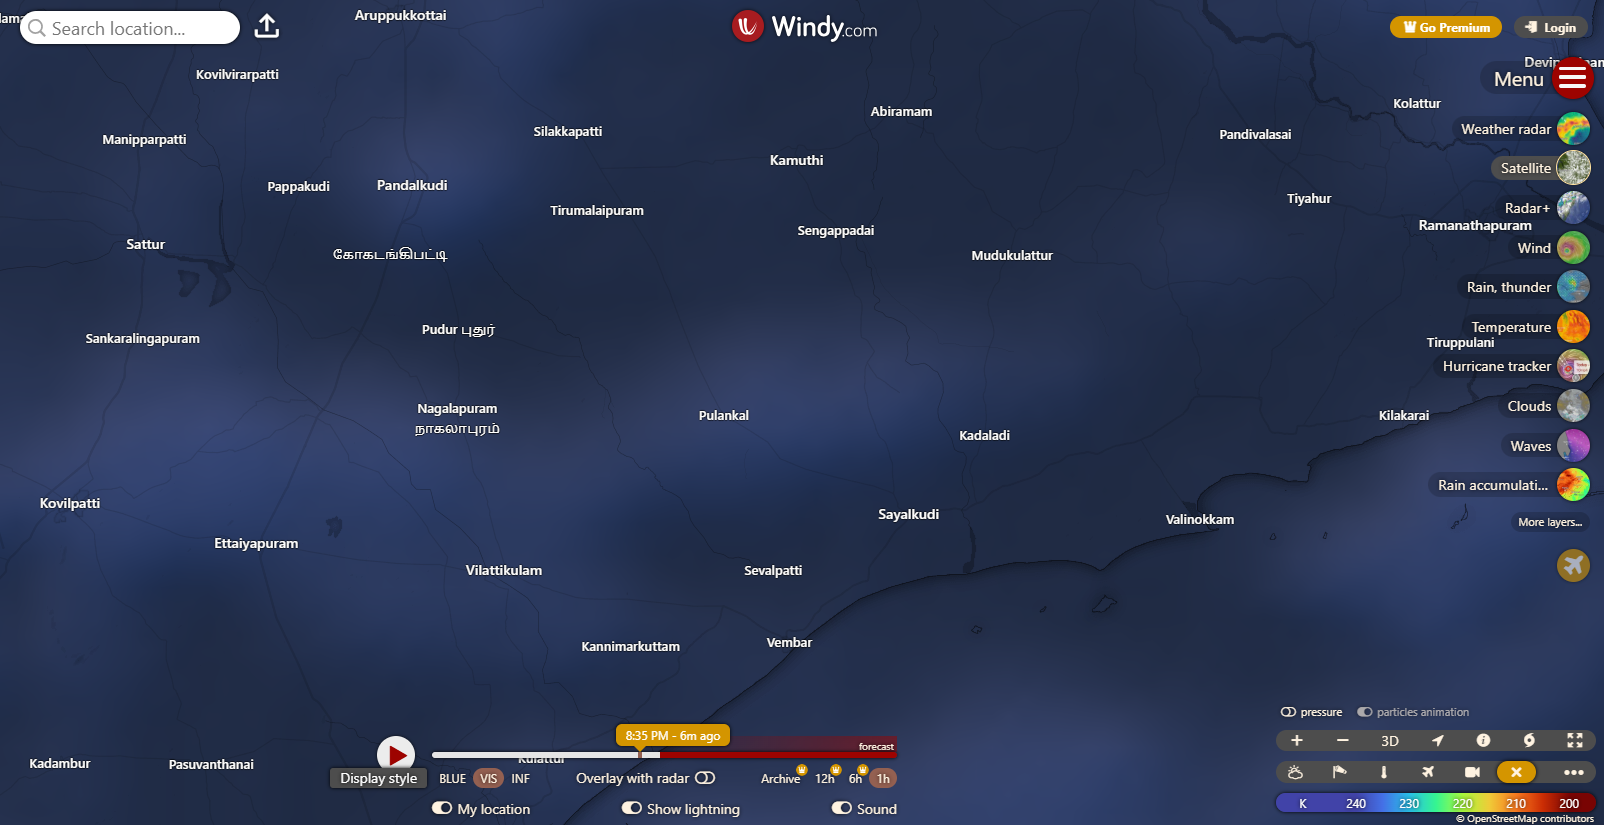 Search location...
Windy.com
Go Premium
Login
Menu
Aruppukkottai
Kovilvirarpatti
Kolattur
Abiramam
Weather radar
Silakkapatti
Pandivalasai
Manipparpatti
Kamuthi
Satellite
Pappakudi
Pandalkudi
Tiyahur
Radar+
Tirumalaipuram
Ramanathapuram
Sengappadai
Sattur
Wind
கோகடங்கிபட்டி
Mudukulattur
Rain, thunder
Temperature
Pudur புதுர்
Sankaralingapuram
Tiruppulani
Hurricane tracker
Clouds
Nagalapuram
நாகலாபுரம்
Pulankal
Kilakarai
Kadaladi
Waves
Rain accumulati...
Kovilpatti
Sayalkudi
Valinokkam
More layers...
Ettaiyapuram
Vilattikulam
Sevalpatti
Kannimarkuttam
Vembar
pressure
particles animation
8:35 PM - 6m ago
forecast
3D
Kadambur
Pasuvanthanai
Display style
BLUE
VIS
INF
Overlay with radar
Archive
12h
6h
1h
My location
Show lightning
Sound
K 240 230 220 210 200
© OpenStreetMap contributors